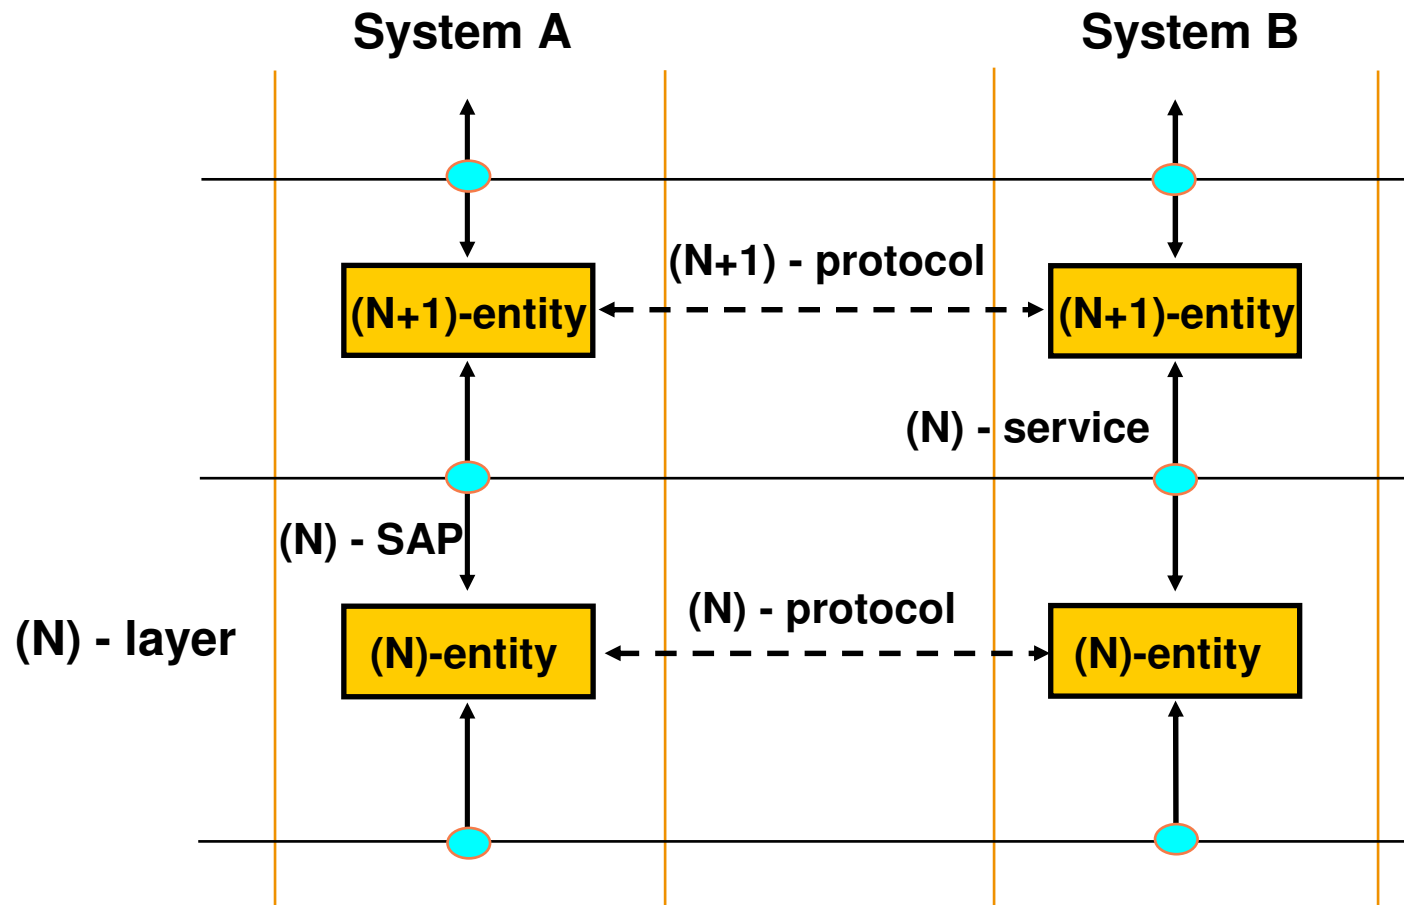 System A
System B
(N+1) - protocol
(N+1)-entity
(N+1)-entity
(N) - service
(N) - SAP
(N) - protocol
(N) - layer
(N)-entity
(N)-entity